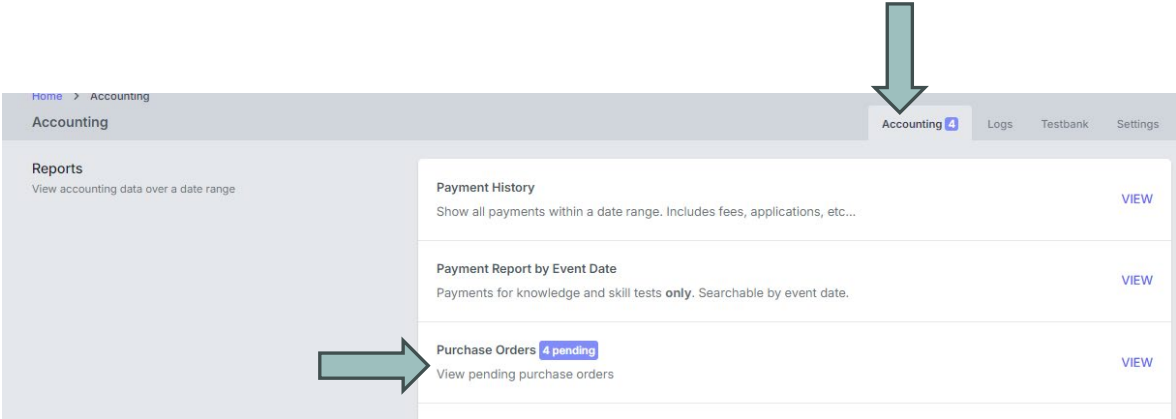 Home > Accounting
Accounting
Accounting 4 Logs Testbank Settings
Reports
View accounting data over a date range
Payment History
Show all payments within a date range. Includes fees, applications, etc...
VIEW
Payment Report by Event Date
Payments for knowledge and skill tests only. Searchable by event date.
VIEW
Purchase Orders 4 pending
View pending purchase orders
VIEW